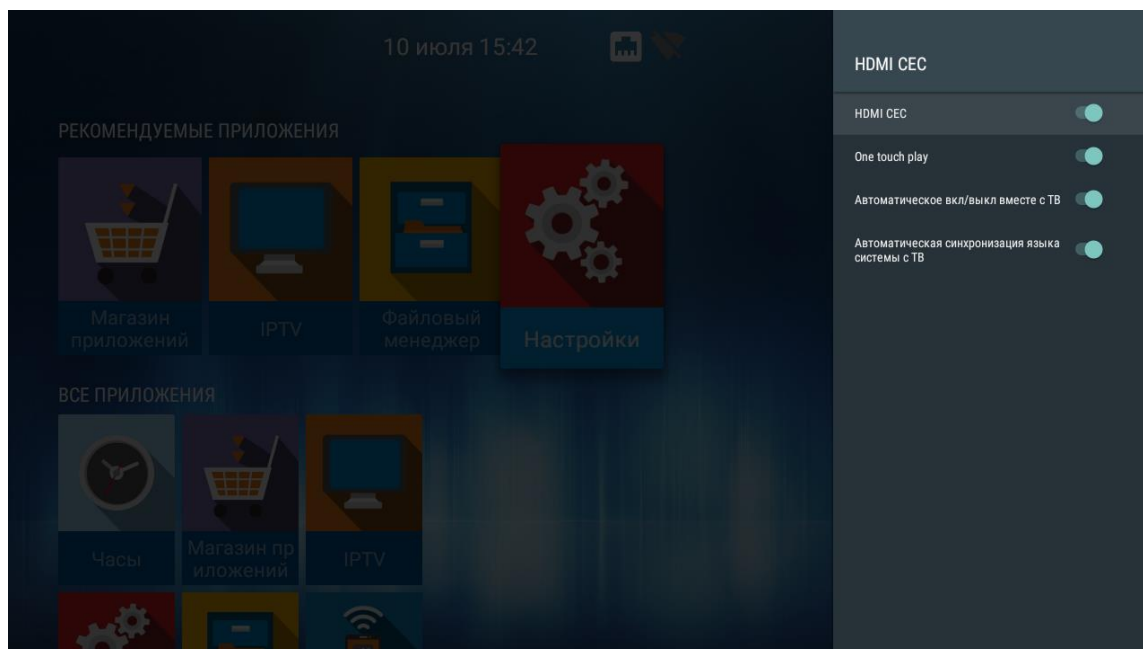 10 июля 15:42
HDMI CEC
HDMI CEC
One touch play
Автоматическое вкл/выкл вместе с ТВ
Автоматическая синхронизация языка
системы с ТВ
РЕКОМЕНДУЕМЫЕ ПРИЛОЖЕНИЯ
Магазин
приложений
IPTV
Файловый
менеджер
Настройки
ВСЕ ПРИЛОЖЕНИЯ
Часы
Магазин пр
иложений
IPTV